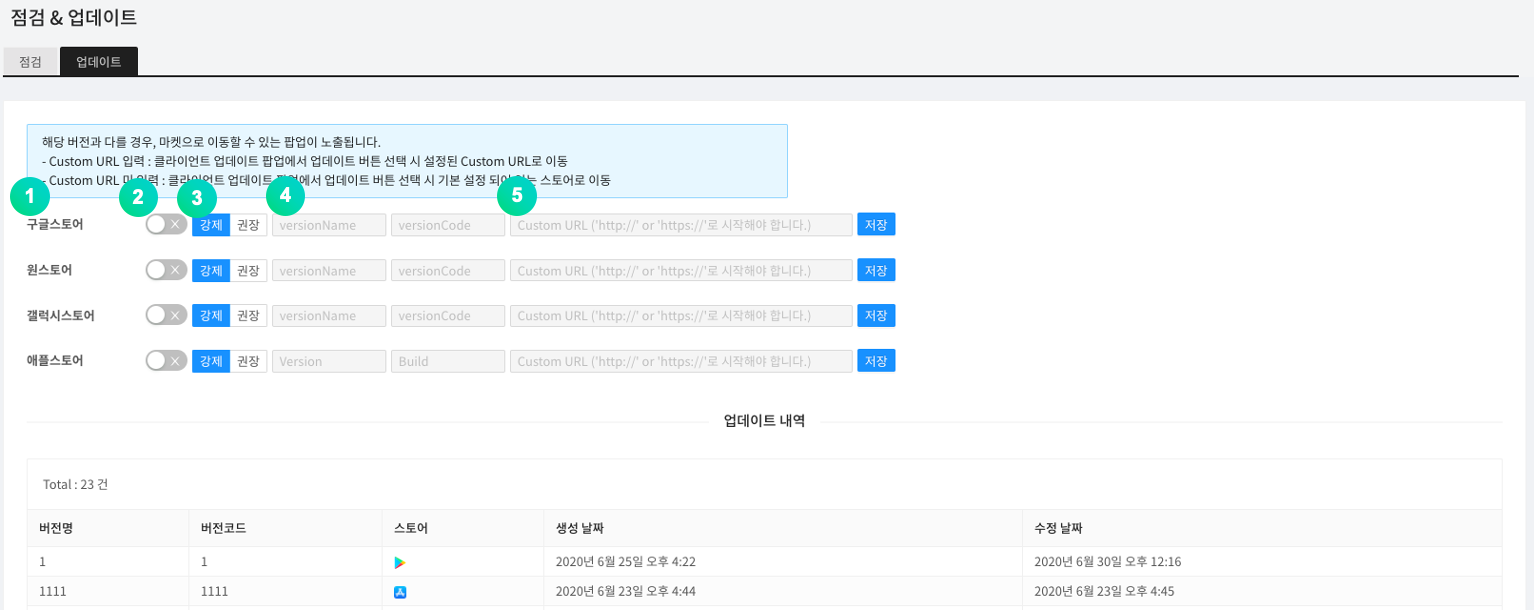 점검 & 업데이트
점검 업데이트
해당 버전과 다를 경우, 마켓으로 이동할 수 있는 팝업이 노출됩니다.
- Custom URL 입력 : 클라이언트 업데이트 팝업에서 업데이트 버튼 선택 시 설정된 Custom URL로 이동
- Custom URL 미 입력 : 클라이언트 업데이트 팝업에서 업데이트 버튼 선택 시 기본 설정 되어 있는 스토어로 이동
1 2 3 4 5
구글스토어 강제 권장 versionName versionCode Custom URL ('http://' or 'https://'로 시작해야 합니다.) 저장
원스토어 강제 권장 versionName versionCode Custom URL ('http://' or 'https://'로 시작해야 합니다.) 저장
갤럭시스토어 강제 권장 versionName versionCode Custom URL ('http://' or 'https://'로 시작해야 합니다.) 저장
애플스토어 강제 권장 Version Build Custom URL ('http://' or 'https://'로 시작해야 합니다.) 저장
업데이트 내역
Total : 23 건
버전명 버전코드 스토어 생성 날짜 수정 날짜
1 1 2020년 6월 25일 오후 4:22 2020년 6월 30일 오후 12:16
1111 1111 2020년 6월 23일 오후 4:44 2020년 6월 23일 오후 4:45